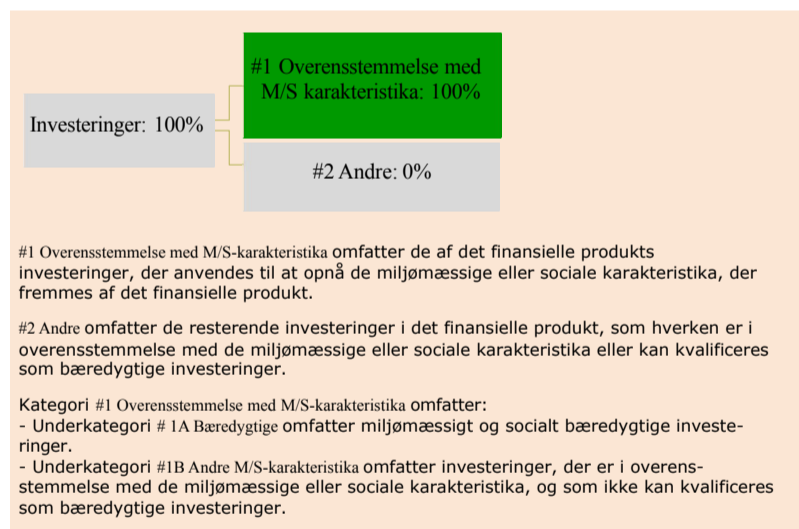 #1 Overensstemmelse med
M/S karakteristika: 100%
Investeringer: 100%
#2 Andre: 0%
#1 Overensstemmelse med M/S-karakteristika omfatter de af det finansielle produkts
investeringer, der anvendes til at opnå de miljømæssige eller sociale karakteristika, der
fremmes af det finansielle produkt.
#2 Andre omfatter de resterende investeringer i det finansielle produkt, som hverken er i
overensstemmelse med de miljømæssige eller sociale karakteristika eller kan kvalificeres
som bæredygtige investeringer.
Kategori #1 Overensstemmelse med M/S-karakteristika omfatter:
- Underkategori # 1A Bæredygtige omfatter miljømæssigt og socialt bæredygtige investe-
ringer.
- Underkategori #1B Andre M/S-karakteristika omfatter investeringer, der er i overens-
stemmelse med de miljømæssige eller sociale karakteristika, og som ikke kan kvalificeres
som bæredygtige investeringer.